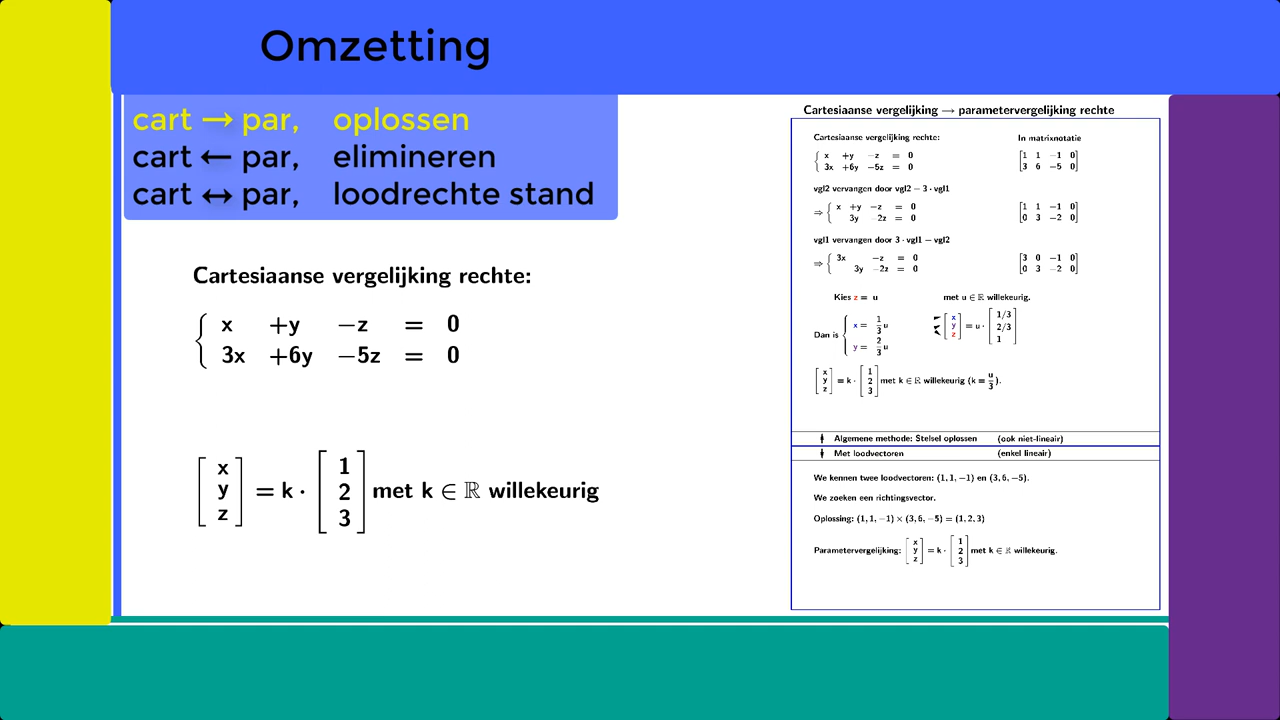 Omzetting
cart → par, oplossen
cart ← par, elimineren
cart ↔ par, loodrechte stand
Cartesiaanse vergelijking rechte:
x +y −z = 0
3x +6y −5z = 0
[x y z] = k · [1 2 3] met k ∈ ℝ willekeurig
Cartesiaanse vergelijking → parametervergelijking rechte
Cartesiaanse vergelijking rechte: In matrixnotatie
x +y −z = 0 [1 1 −1 0]
3x +6y −5z = 0 [3 6 −5 0]
vgl2 vervangen door vgl2 − 3 · vgl1
⇒ { x +y −z = 0 [1 1 −1 0]
3y −2z = 0 [0 3 −2 0]
vgl1 vervangen door 3 · vgl1 − vgl2
⇒ { 3x −z = 0 [3 0 −1 0]
3y −2z = 0 [0 3 −2 0]
Kies z = u met u ∈ ℝ willekeurig.
Dan is { x = 1/3 u
y = 2/3 u
[x y z] = u · [1/3 2/3 1]
[x y z] = k · [1 2 3] met k ∈ ℝ willekeurig (k = u/3).
Algemene methode: Stelsel oplossen (ook niet-lineair)
Met loodvectoren (enkel lineair)
We kennen twee loodvectoren: (1, 1, −1) en (3, 6, −5).
We zoeken een richtingsvector.
Oplossing: (1, 1, −1) × (3, 6, −5) = (1, 2, 3)
Parametervergelijking: [x y z] = k · [1 2 3] met k ∈ ℝ willekeurig.